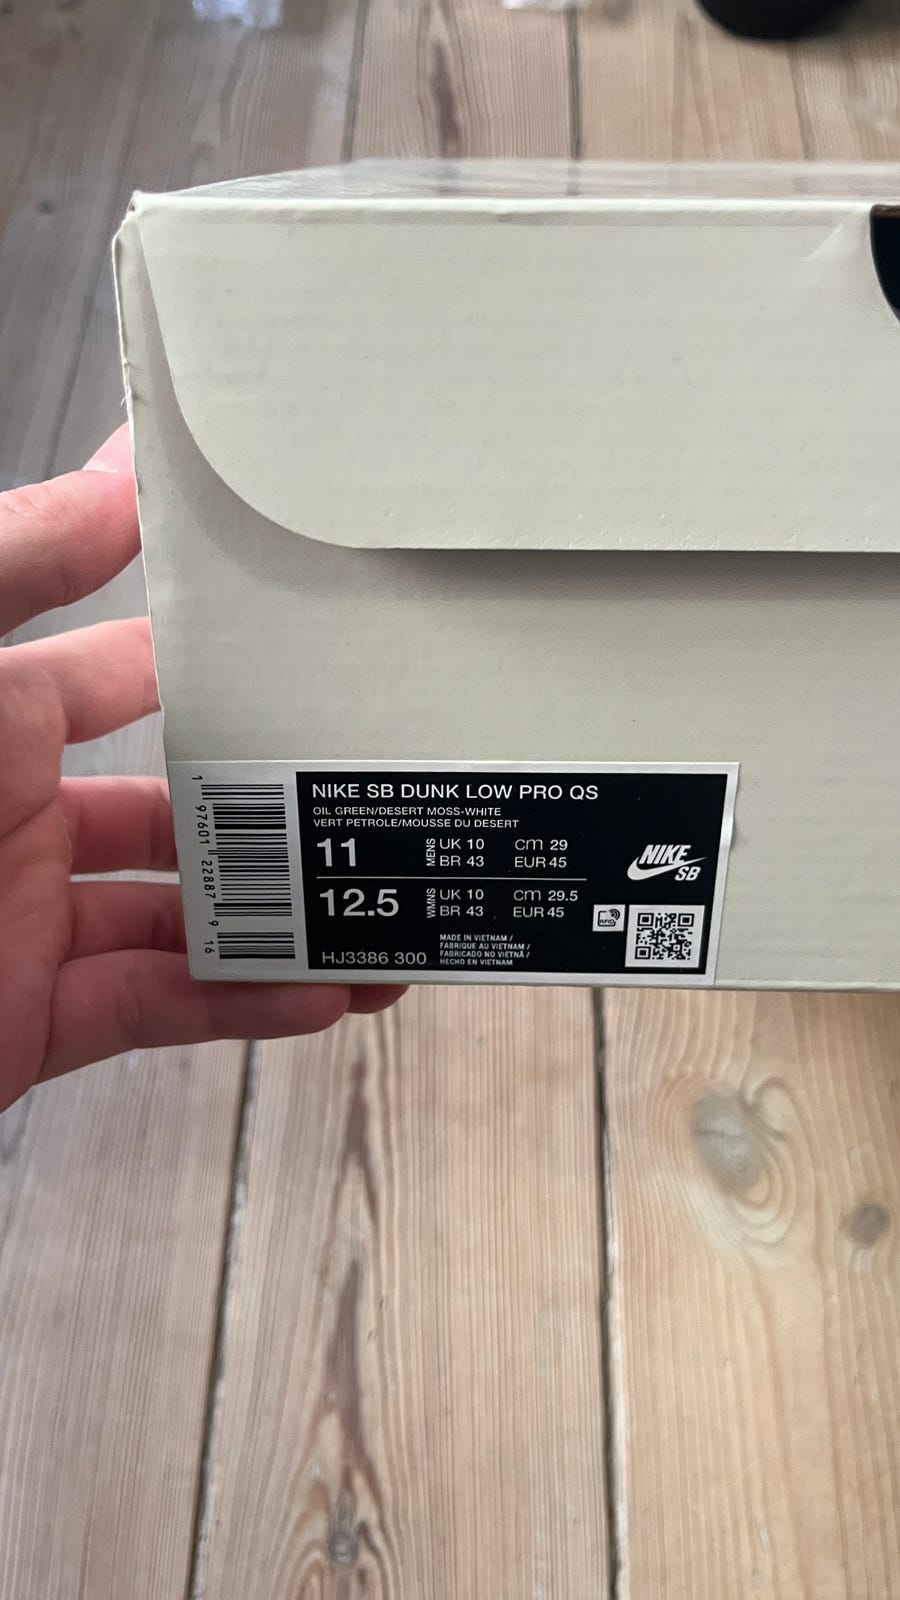 NIKE SB DUNK LOW PRO QS
OIL GREEN/DESERT MOSS-WHITE
VERT PETROLE/MOUSSE DU DESERT
11 MENS UK 10 cm 29
BR 43 EUR 45
12.5 WMNS UK 10 cm 29.5
BR 43 EUR 45
HJ3386 300
MADE IN VIETNAM /
FABRIQUE AU VIETNAM /
FABRICADO NO VIETNÃ /
HECHO EN VIETNAM
RFID
NIKE
SB
1 97601 22887 9 16